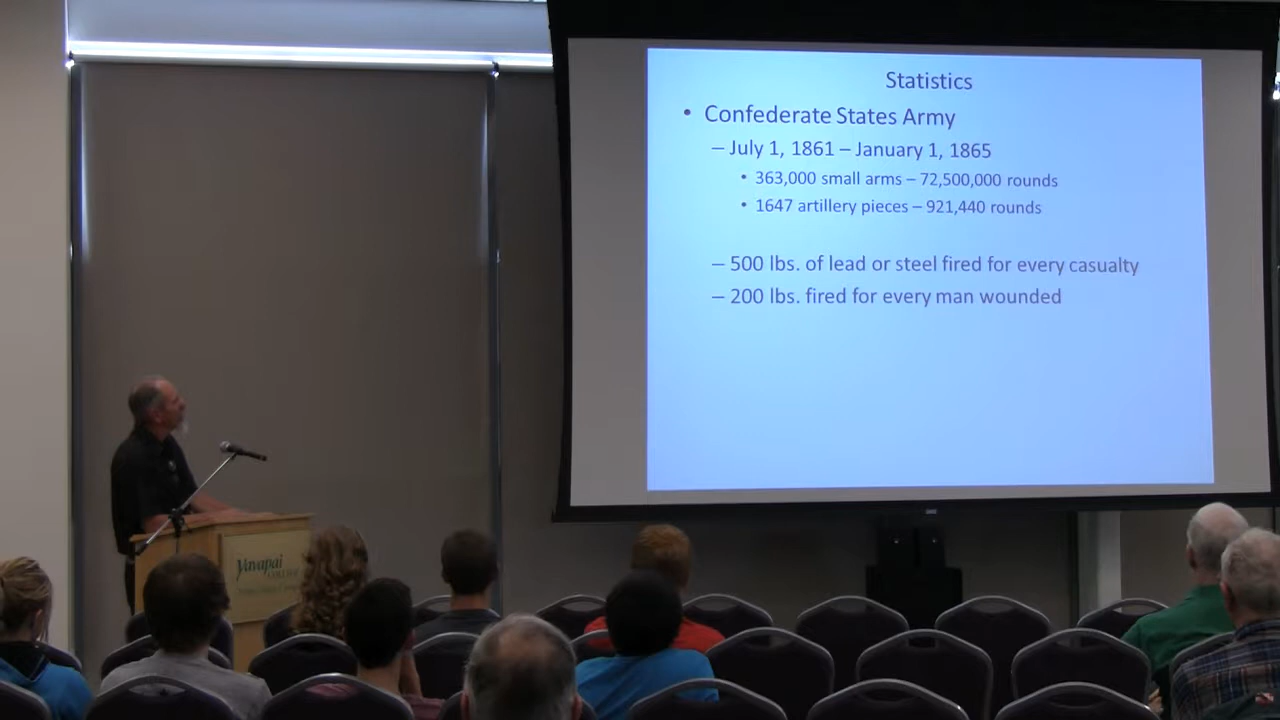 Statistics
• Confederate States Army
– July 1, 1861 – January 1, 1865
• 363,000 small arms – 72,500,000 rounds
• 1647 artillery pieces – 921,440 rounds
– 500 lbs. of lead or steel fired for every casualty
– 200 lbs. fired for every man wounded
Yavapai
COLLEGE